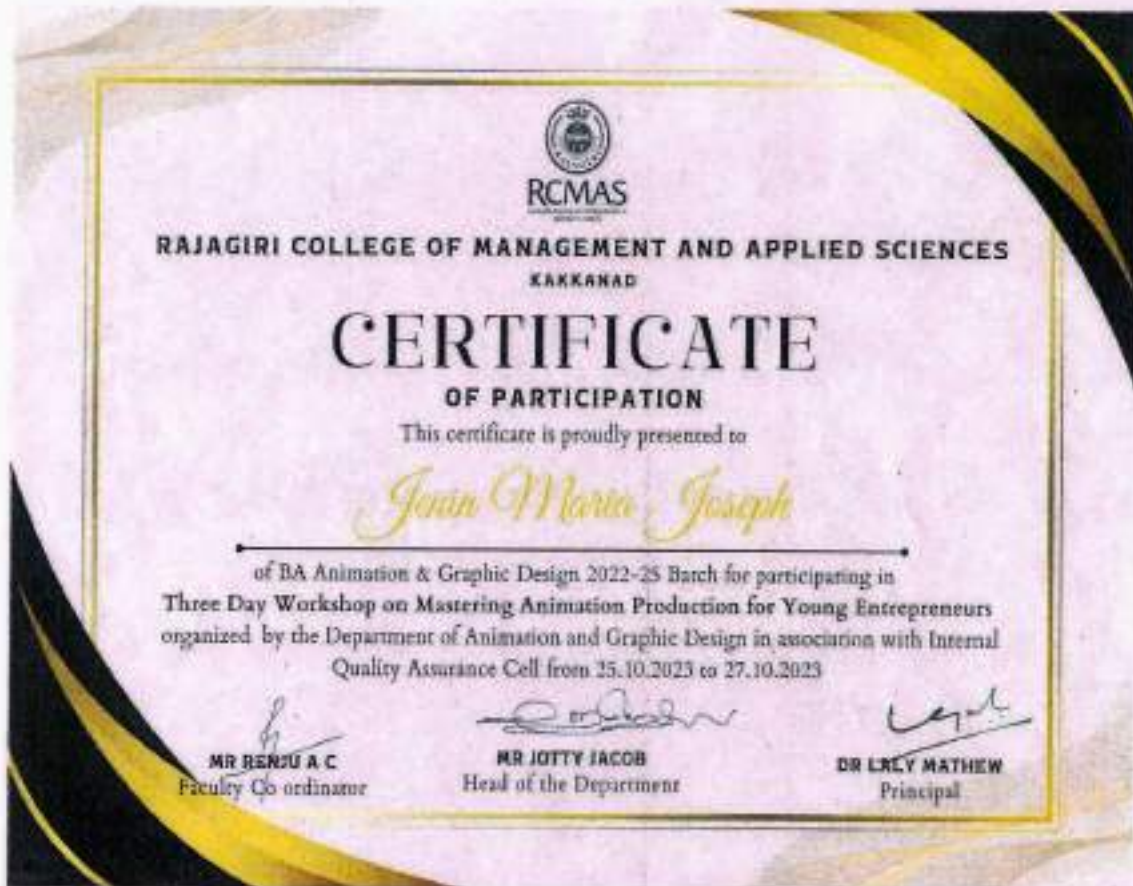 RCMAS
RAJAGIRI COLLEGE OF MANAGEMENT AND APPLIED SCIENCES
KAKKANAD
CERTIFICATE
OF PARTICIPATION
This certificate is proudly presented to
Maria Joseph
of BA Animation & Graphic Design 2022-25 Batch for participating in
Three Day Workshop on Mastering Animation Production for Young Entrepreneurs
organized by the Department of Animation and Graphic Design in association with Internal
Quality Assurance Cell from 25.10.2023 to 27.10.2023
MR RENJU A C MR JOTTY JACOB DR LALY MATHEW
Faculty Co ordinator Head of the Department Principal